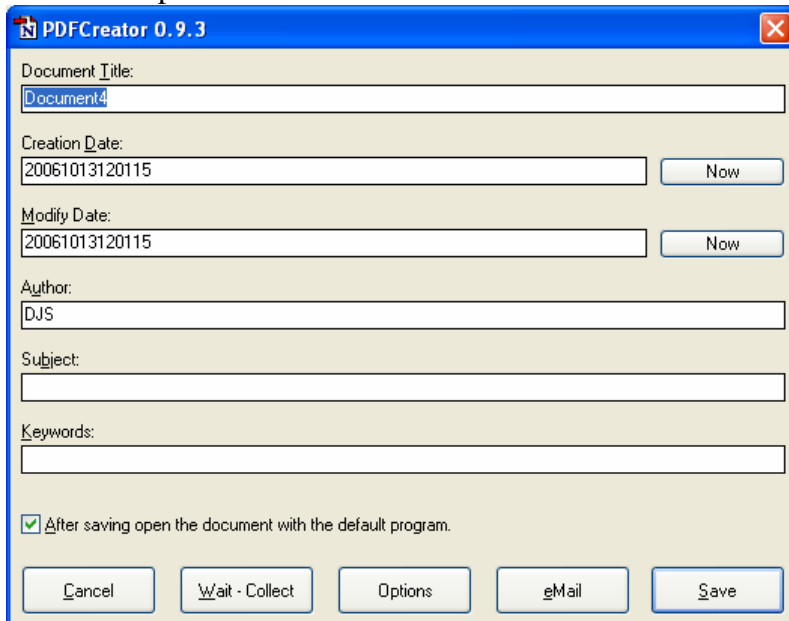 PDFCreator 0.9.3
Document Title:
Document4
Creation Date:
20061013120115
Now
Modify Date:
20061013120115
Now
Author:
DJS
Subject:
Keywords:
After saving open the document with the default program.
Cancel Wait - Collect Options eMail Save